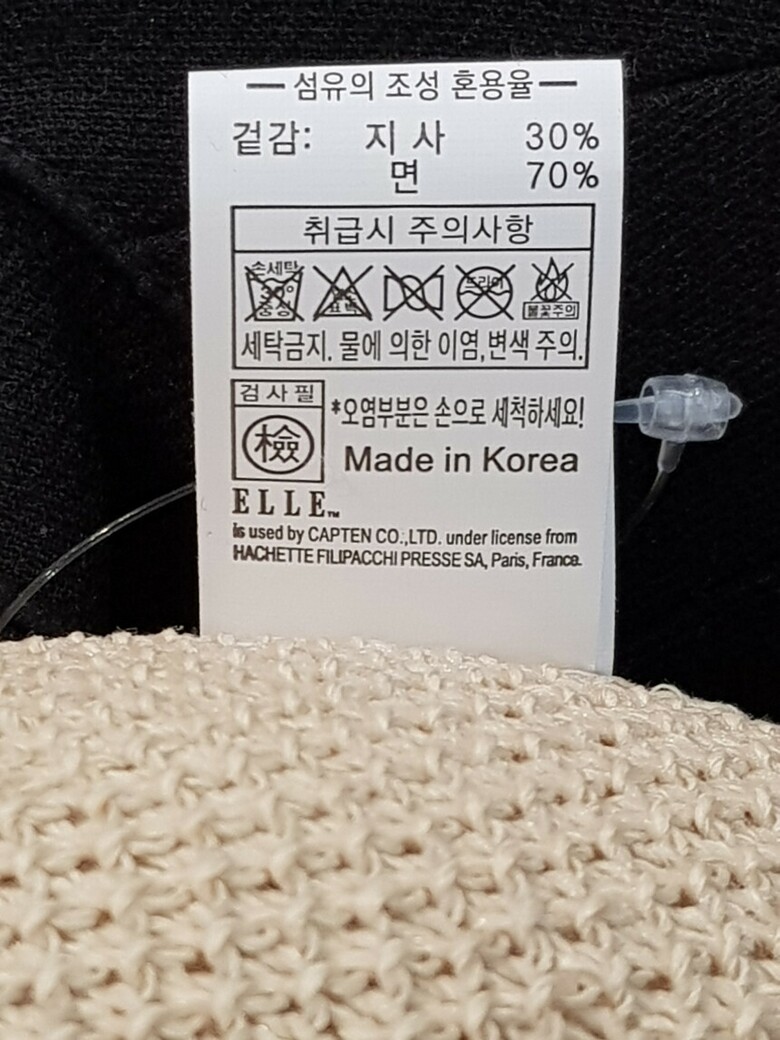 섬유의 조성 혼용율
겉감: 지 사 30%
면 70%
취급시 주의사항
손세탁 30° 중성 표백 드라이 불꽃주의
세탁금지. 물에 의한 이염,변색 주의.
검 사 필
檢
*오염부분은 손으로 세척하세요!
Made in Korea
ELLE™
is used by CAPTEN CO.,LTD. under license from
HACHETTE FILIPACCHI PRESSE SA, Paris, France.